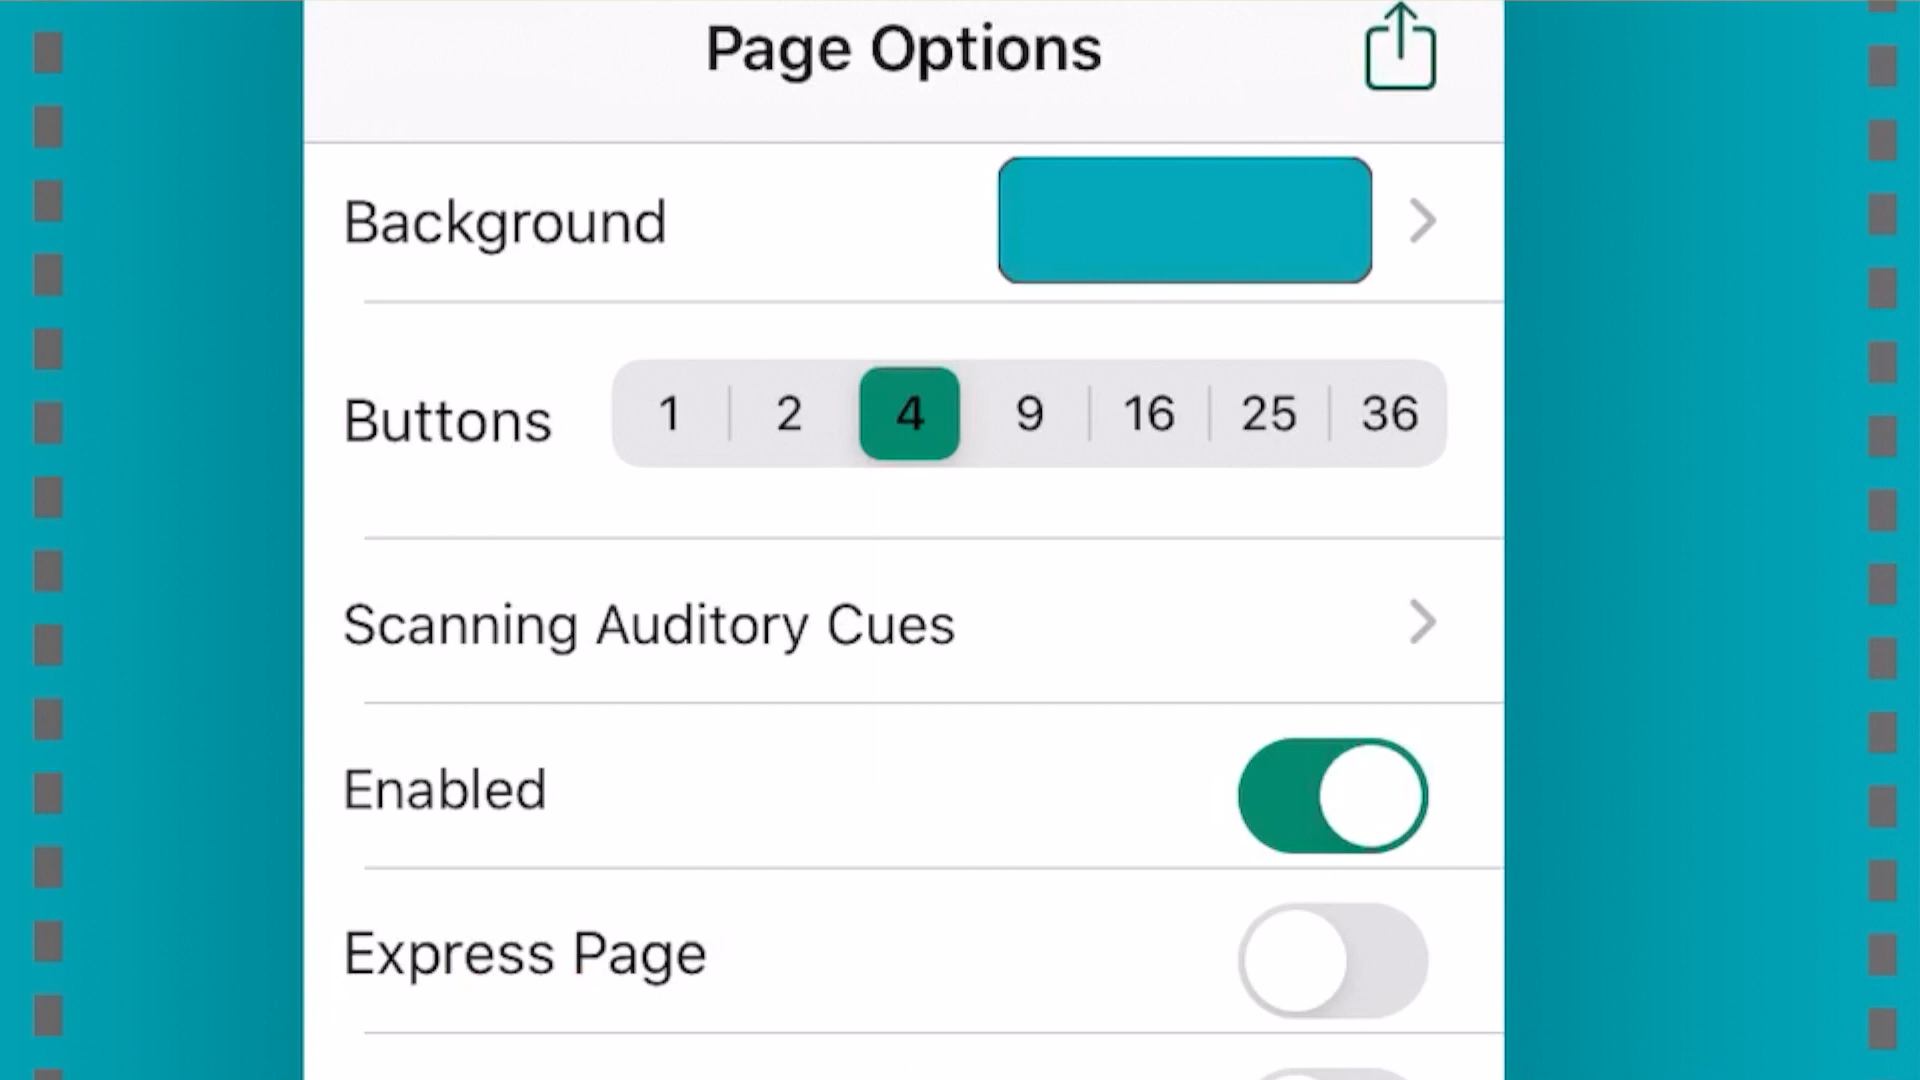 Page Options
Background
Buttons 1 2 4 9 16 25 36
Scanning Auditory Cues
Enabled
Express Page